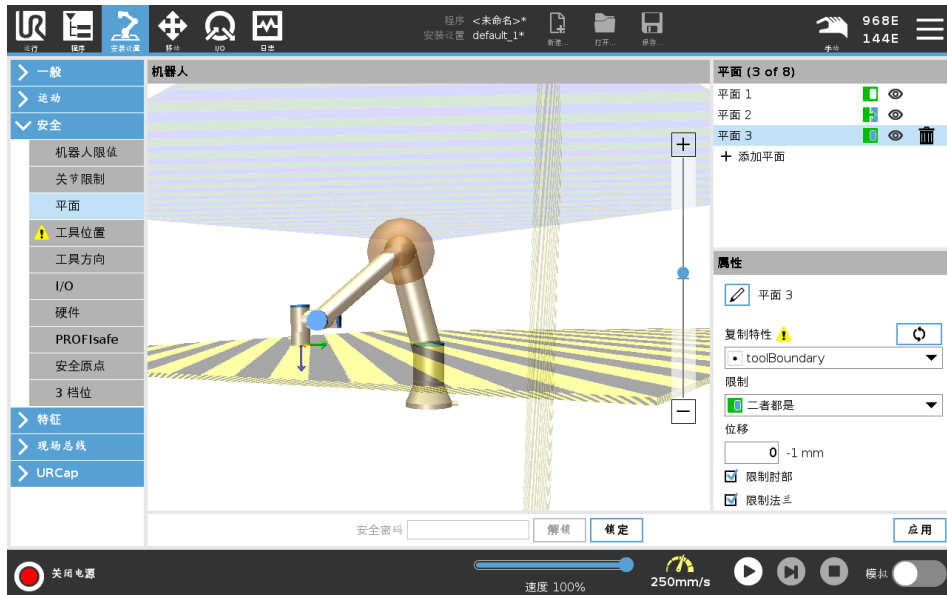 UR
运行
程序
安装设置
移动
I/O
日志
程序 <未命名>*
安装设置 default_1*
新建...
打开...
保存...
手动
968E
144E
一般
运动
安全
机器人限值
关节限制
平面
工具位置
工具方向
I/O
硬件
PROFIsafe
安全原点
3 档位
特征
现场总线
URCap
机器人
平面 (3 of 8)
平面 1
平面 2
平面 3
添加平面
属性
平面 3
复制特性
toolBoundary
限制
二者都是
位移
0 -1 mm
限制肘部
限制法兰
安全密码
解锁
锁定
应用
关闭电源
速度 100%
250mm/s
模拟